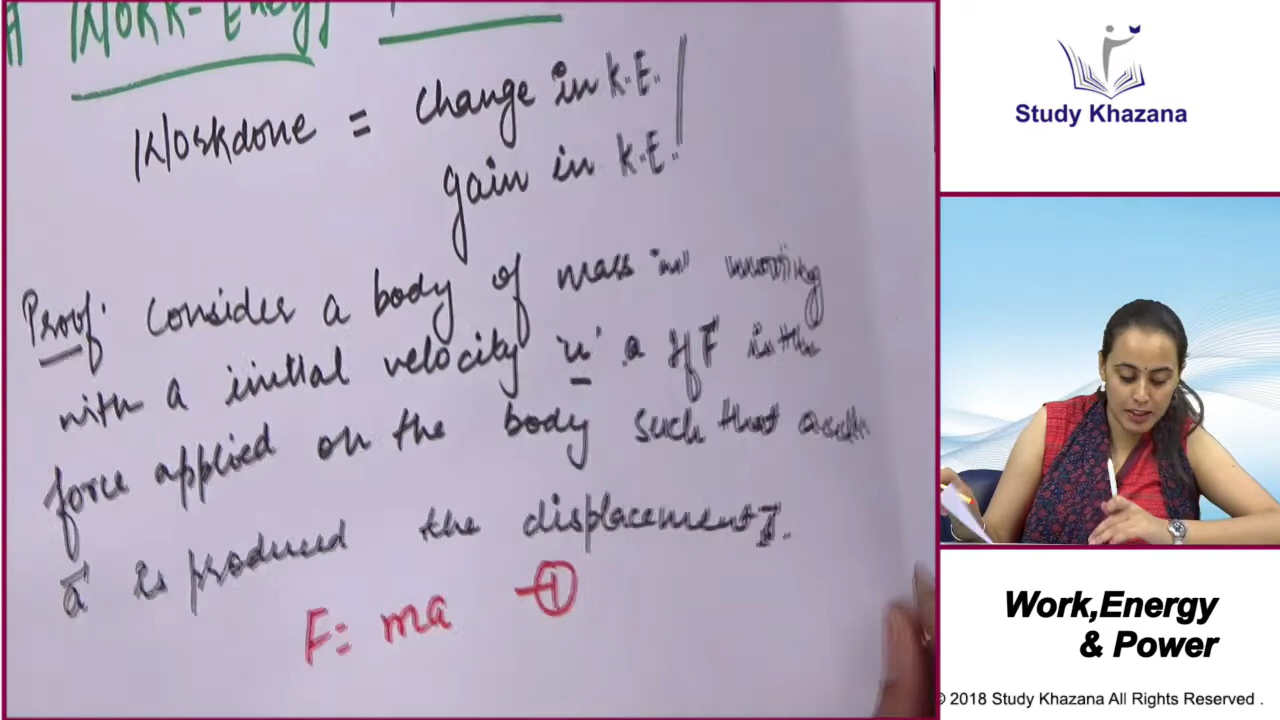 # Work-Energy
Workdone = change in K.E. /
gain in K.E.
Proof: Consider a body of mass 'm' moving
with a initial velocity 'u' . a If F is the
force applied on the body such that accln
a is produced the displacement s.
F = ma - 1
Study Khazana
Work,Energy
& Power
© 2018 Study Khazana All Rights Reserved .